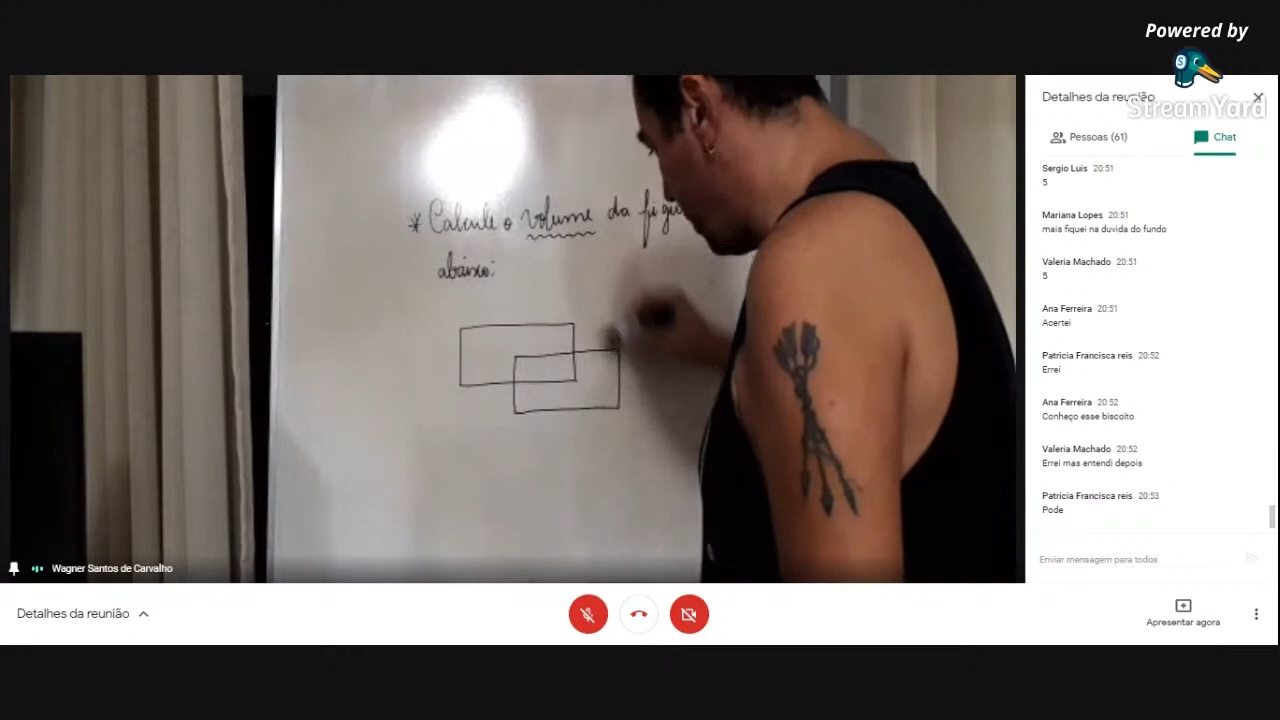 Powered by
StreamYard
Detalhes da reunião
Pessoas (61)
Chat
* Calcule o volume da
abaixo:
Sergio Luis 20:51
5
Mariana Lopes 20:51
mais fiquei na duvida do fundo
Valeria Machado 20:51
5
Ana Ferreira 20:51
Acertei
Patricia Francisca reis 20:52
Errei
Ana Ferreira 20:52
Conheço esse biscoito
Valeria Machado 20:52
Errei mas entendi depois
Patricia Francisca reis 20:53
Pode
Enviar mensagem para todos
Wagner Santos de Carvalho
Detalhes da reunião
Apresentar agora